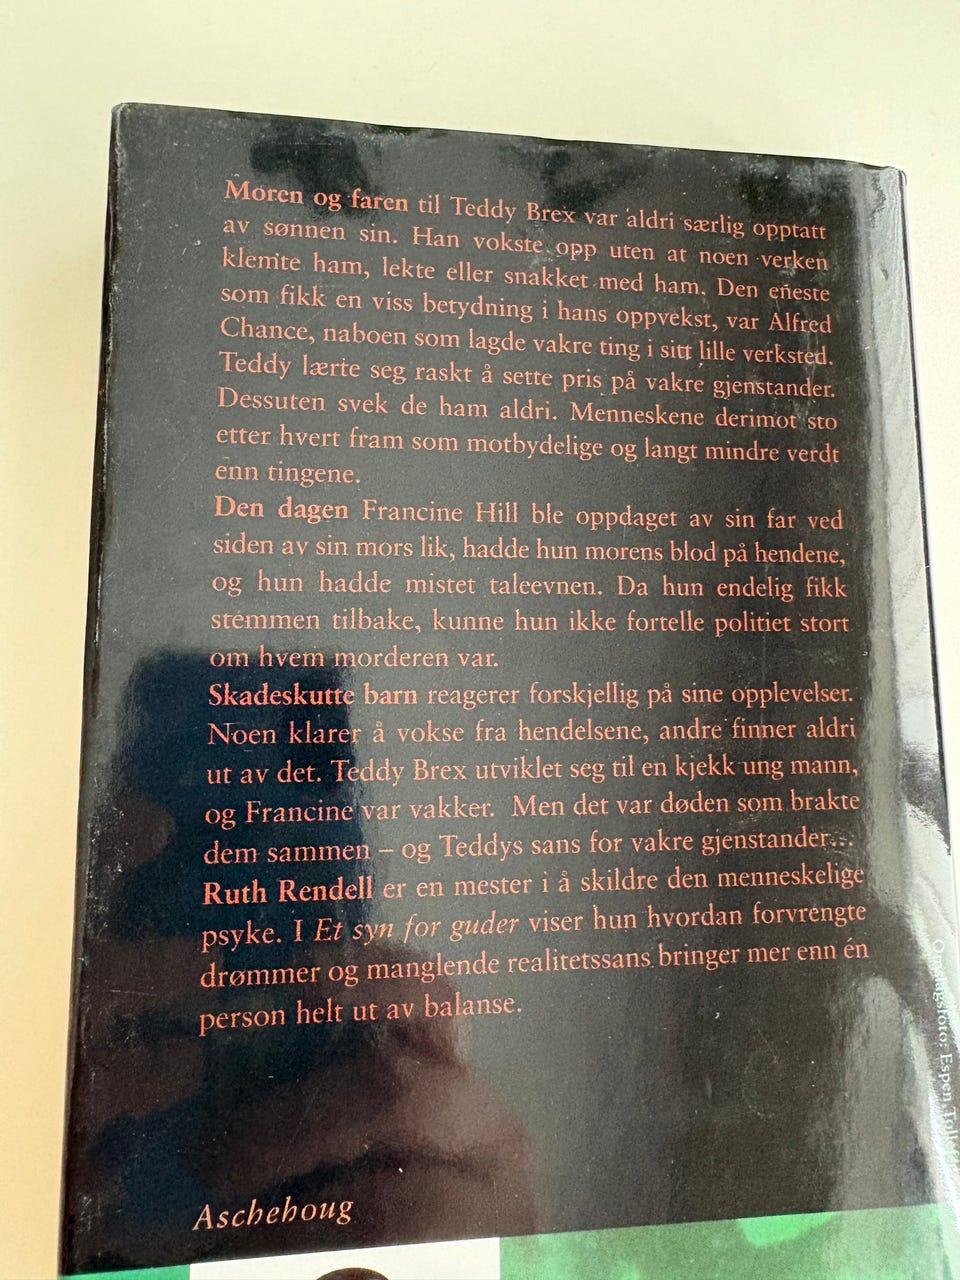 Moren og faren til Teddy Brex var aldri særlig opptatt
av sønnen sin. Han vokste opp uten at noen verken
klemte ham, lekte eller snakket med ham. Den eneste
som fikk en viss betydning i hans oppvekst, var Alfred
Chance, naboen som lagde vakre ting i sitt lille verksted.
Teddy lærte seg raskt å sette pris på vakre gjenstander.
Dessuten svek de ham aldri. Menneskene derimot sto
etter hvert fram som motbydelige og langt mindre verdt
enn tingene.
Den dagen Francine Hill ble oppdaget av sin far ved
siden av sin mors lik, hadde hun morens blod på hendene,
og hun hadde mistet taleevnen. Da hun endelig fikk
stemmen tilbake, kunne hun ikke fortelle politiet stort
om hvem morderen var.
Skadeskutte barn reagerer forskjellig på sine opplevelser.
Noen klarer å vokse fra hendelsene, andre finner aldri
ut av det. Teddy Brex utviklet seg til en kjekk ung mann,
og Francine var vakker. Men det var døden som brakte
dem sammen – og Teddys sans for vakre gjenstander...
Ruth Rendell er en mester i å skildre den menneskelige
psyke. I Et syn for guder viser hun hvordan forvrengte
drømmer og manglende realitetssans bringer mer enn én
person helt ut av balanse.
Aschehoug
Omslagsfoto: Espen